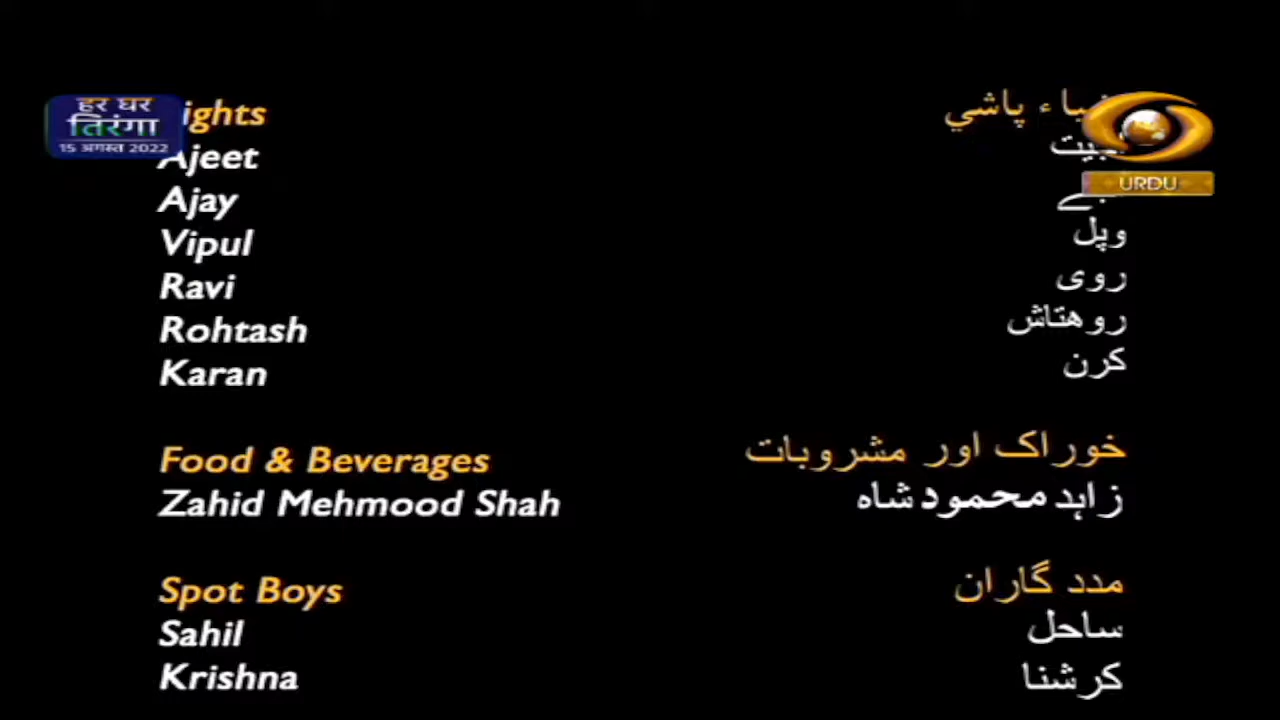 हर घर
तिरंगा
15 अगस्त 2022
URDU
ights پاشي
Ajeet
Ajay
Vipul وپل
Ravi روی
Rohtash روهتاش
Karan کرن
Food & Beverages خوراک اور مشروبات
Zahid Mehmood Shah زاہد محمود شاہ
Spot Boys مدد گاران
Sahil ساحل
Krishna کرشنا